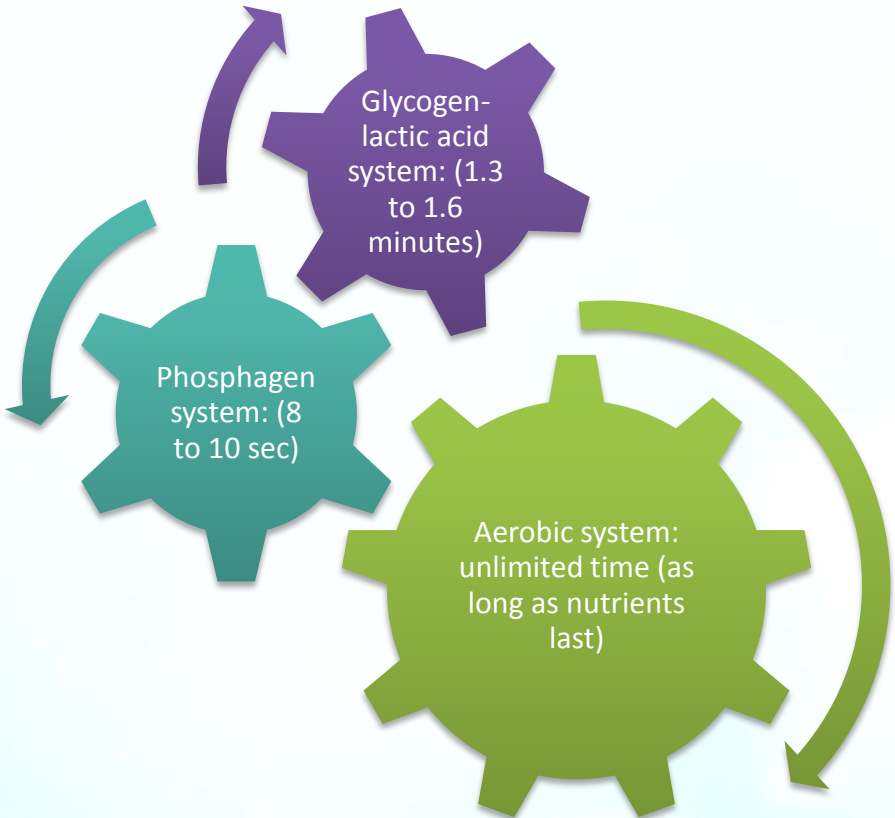 Glycogen-
lactic acid
system: (1.3
to 1.6
minutes)
Phosphagen
system: (8
to 10 sec)
Aerobic system:
unlimited time (as
long as nutrients
last)